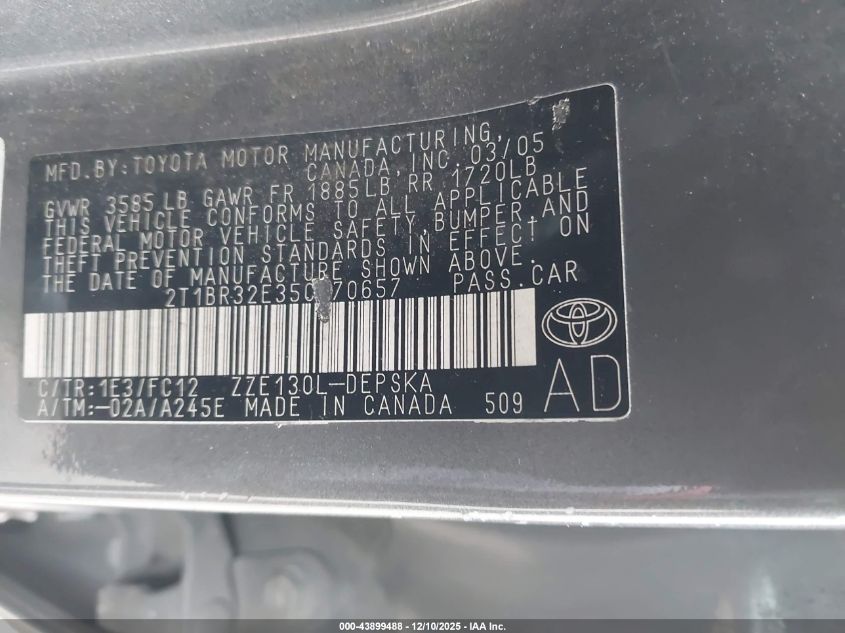 MFD.BY:TOYOTA MOTOR MANUFACTURING,
CANADA,INC. 03/05
GVWR 3585 LB GAWR FR 1885LB RR 1720LB
THIS VEHICLE CONFORMS TO ALL APPLICABLE
FEDERAL MOTOR VEHICLE SAFETY,BUMPER,AND
THEFT PREVENTION STANDARDS IN EFFECT ON
THE DATE OF MANUFACTURE SHOWN ABOVE.
PASS.CAR
C/TR:1E3/FC12 ZZE130L-DEPSKA
A/TM:-02A/A245E MADE IN CANADA 509
AD
000-43899488 • 12/10/2025 • IAA Inc.